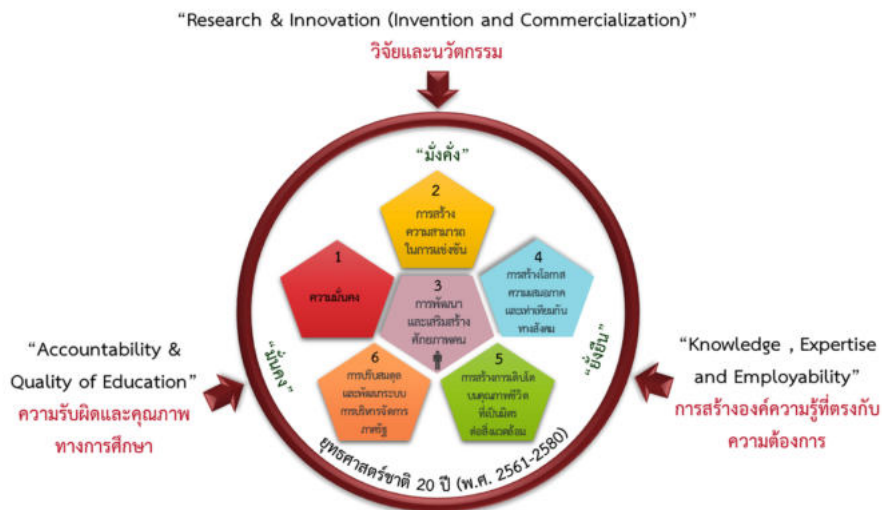 “Research & Innovation (Invention and Commercialization)”
วิจัยและนวัตกรรม
“มั่งคั่ง”
2
การสร้าง
ความสามารถ
ในการแข่งขัน
1
ความมั่นคง
4
การสร้างโอกาส
ความเสมอภาค
และเท่าเทียมกัน
ทางสังคม
3
การพัฒนา
และเสริมสร้าง
ศักยภาพคน
6
การปรับสมดุล
และพัฒนาระบบ
การบริหารจัดการ
ภาครัฐ
5
การสร้างการเติบโต
บนคุณภาพชีวิต
ที่เป็นมิตร
ต่อสิ่งแวดล้อม
“มั่นคง”
“ยั่งยืน”
ยุทธศาสตร์ชาติ 20 ปี (พ.ศ. 2561-2580)
“Accountability &
Quality of Education”
ความรับผิดและคุณภาพ
ทางการศึกษา
“Knowledge , Expertise
and Employability”
การสร้างองค์ความรู้ที่ตรงกับ
ความต้องการ